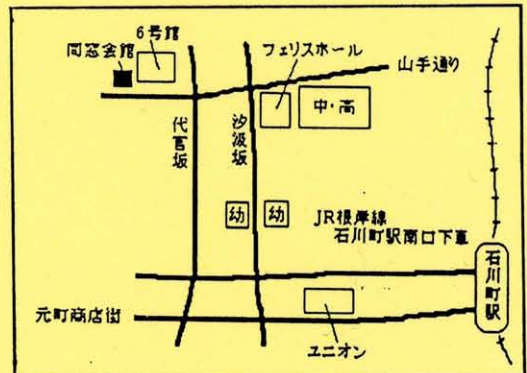 6号館
同窓会館
フェリスホール
山手通り
中・高
代官坂
汐汲坂
幼
幼
JR根岸線
石川町駅南口下車
石川町駅
元町商店街
ユニオン